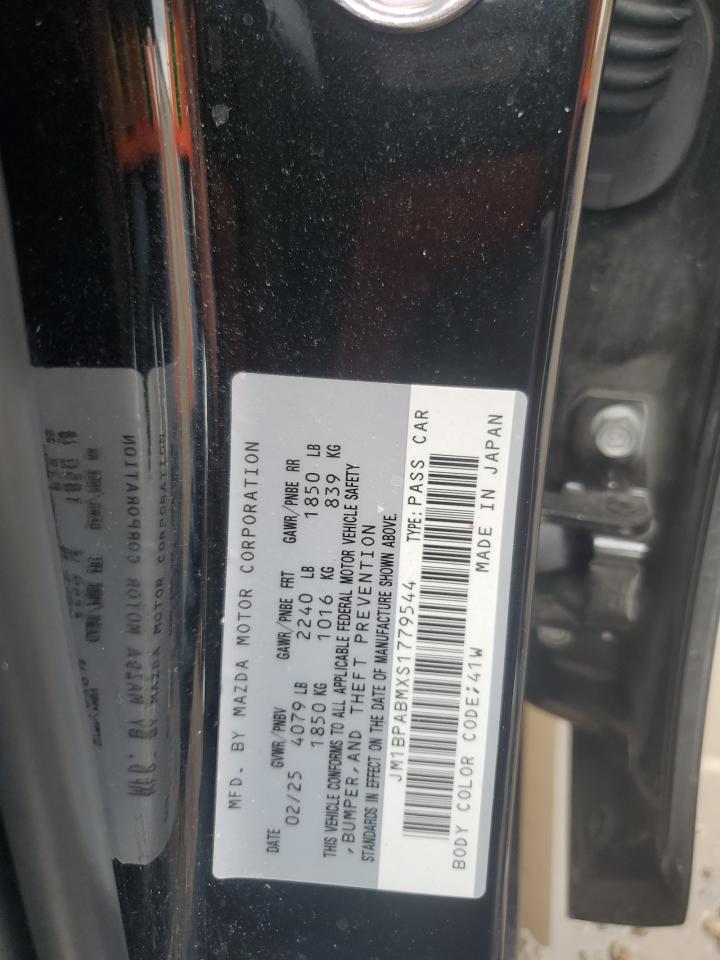 MFD. BY MAZDA MOTOR CORPORATION
DATE GVWR/PNBV GAWR/PNBE FRT GAWR/PNBE RR
02/25 4079 LB 2240 LB 1850 LB
1850 KG 1016 KG 839 KG
THIS VEHICLE CONFORMS TO ALL APPLICABLE FEDERAL MOTOR VEHICLE SAFETY
,BUMPER, AND THEFT PREVENTION
STANDARDS IN EFFECT ON THE DATE OF MANUFACTURE SHOWN ABOVE.
JM1BPABMXS1779544 TYPE: PASS CAR
BODY COLOR CODE;41W MADE IN JAPAN